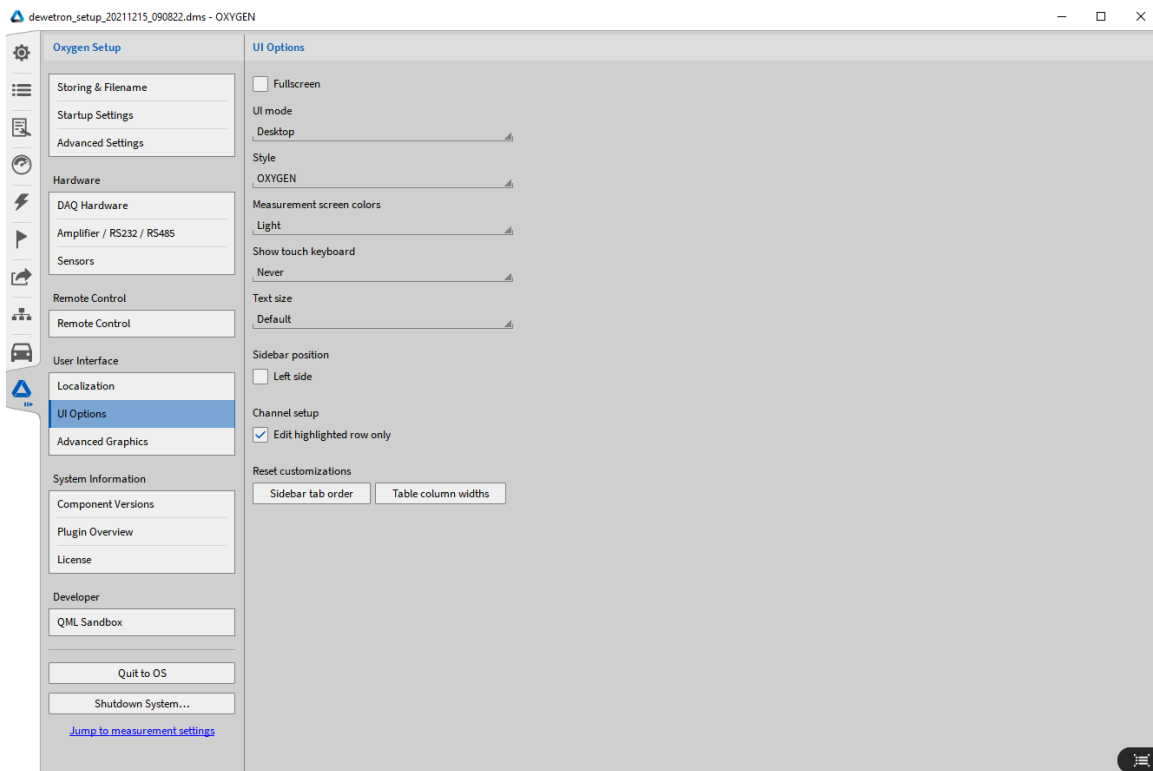 dewetron_setup_20211215_090822.dms - OXYGEN
Oxygen Setup
Storing & Filename
Startup Settings
Advanced Settings
Hardware
DAQ Hardware
Amplifier / RS232 / RS485
Sensors
Remote Control
Remote Control
User Interface
Localization
UI Options
Advanced Graphics
System Information
Component Versions
Plugin Overview
License
Developer
QML Sandbox
Quit to OS
Shutdown System...
Jump to measurement settings
UI Options
Fullscreen
UI mode
Desktop
Style
OXYGEN
Measurement screen colors
Light
Show touch keyboard
Never
Text size
Default
Sidebar position
Left side
Channel setup
Edit highlighted row only
Reset customizations
Sidebar tab order
Table column widths